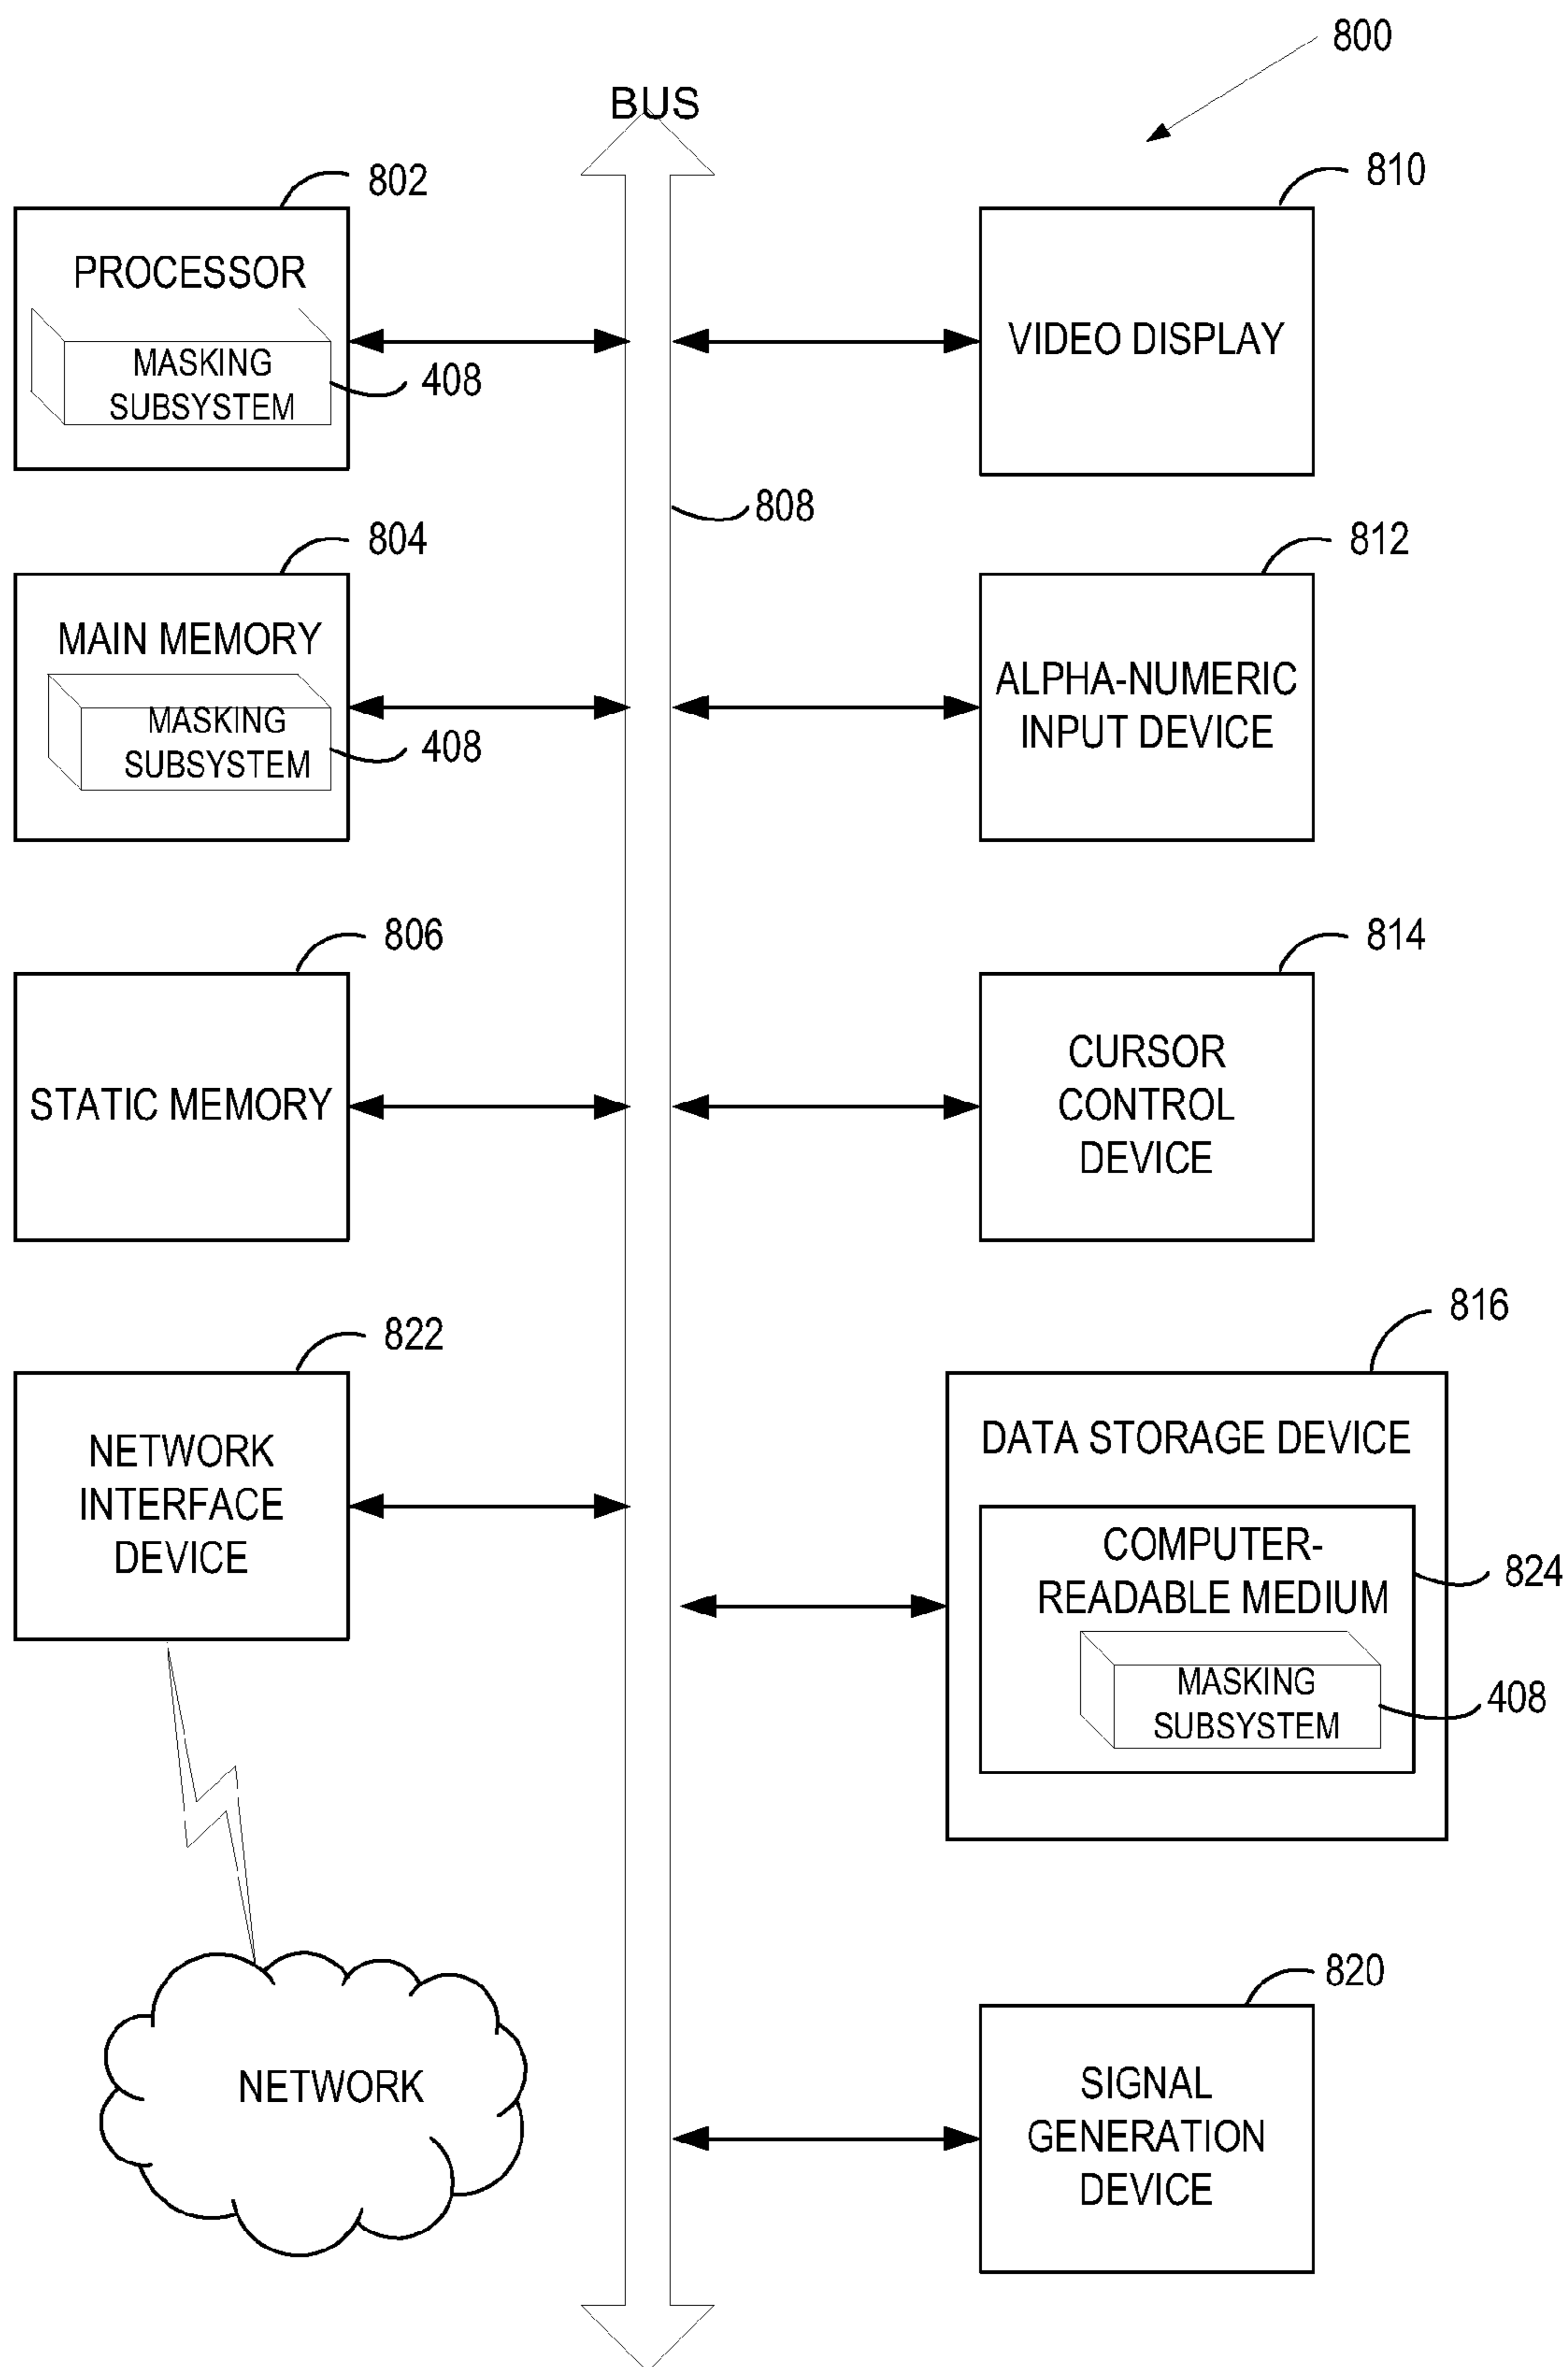 800
BUS
802
PROCESSOR
MASKING
SUBSYSTEM
408
810
VIDEO DISPLAY
808
804
MAIN MEMORY
MASKING
SUBSYSTEM
408
812
ALPHA-NUMERIC
INPUT DEVICE
806
STATIC MEMORY
814
CURSOR
CONTROL
DEVICE
822
NETWORK
INTERFACE
DEVICE
816
DATA STORAGE DEVICE
COMPUTER-
READABLE MEDIUM
824
MASKING
SUBSYSTEM
408
NETWORK
820
SIGNAL
GENERATION
DEVICE